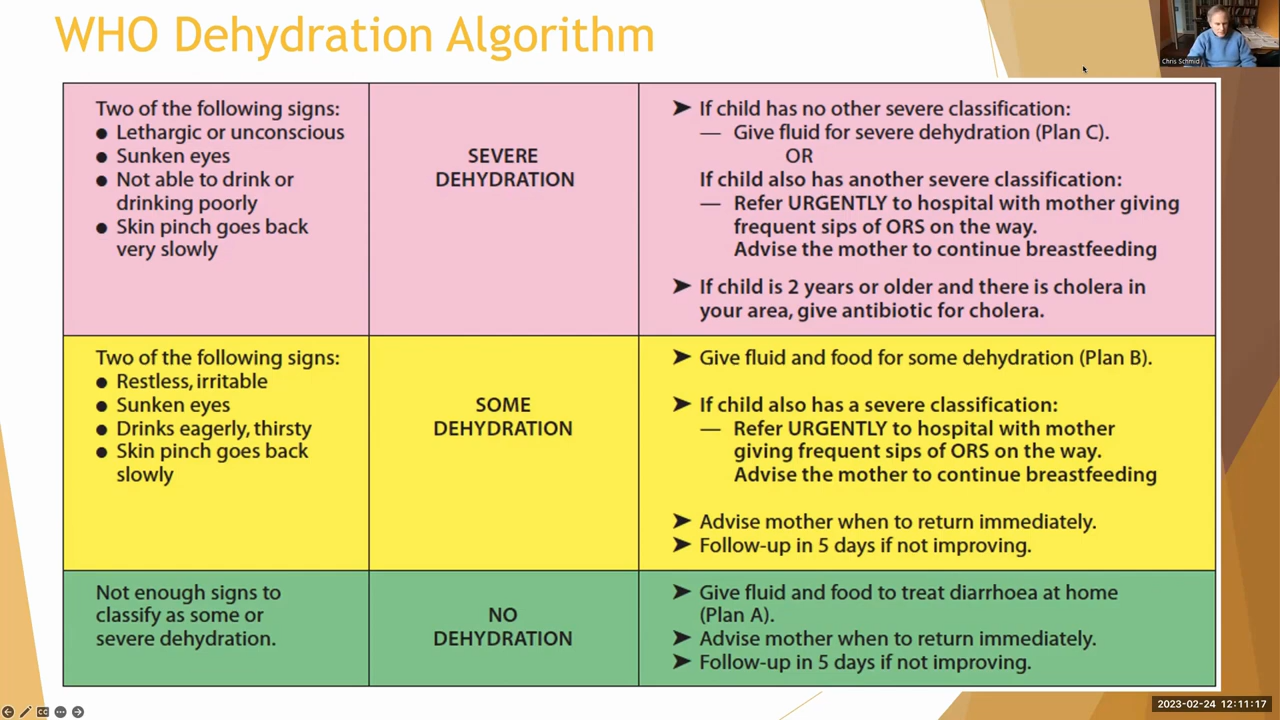 WHO Dehydration Algorithm
Chris Schmid
Two of the following signs:
● Lethargic or unconscious
● Sunken eyes
● Not able to drink or
drinking poorly
● Skin pinch goes back
very slowly
SEVERE
DEHYDRATION
➤ If child has no other severe classification:
— Give fluid for severe dehydration (Plan C).
OR
If child also has another severe classification:
— Refer URGENTLY to hospital with mother giving
frequent sips of ORS on the way.
Advise the mother to continue breastfeeding
➤ If child is 2 years or older and there is cholera in
your area, give antibiotic for cholera.
Two of the following signs:
● Restless, irritable
● Sunken eyes
● Drinks eagerly, thirsty
● Skin pinch goes back
slowly
SOME
DEHYDRATION
➤ Give fluid and food for some dehydration (Plan B).
➤ If child also has a severe classification:
— Refer URGENTLY to hospital with mother
giving frequent sips of ORS on the way.
Advise the mother to continue breastfeeding
➤ Advise mother when to return immediately.
➤ Follow-up in 5 days if not improving.
Not enough signs to
classify as some or
severe dehydration.
NO
DEHYDRATION
➤ Give fluid and food to treat diarrhoea at home
(Plan A).
➤ Advise mother when to return immediately.
➤ Follow-up in 5 days if not improving.
CC
2023-02-24 12:11:17